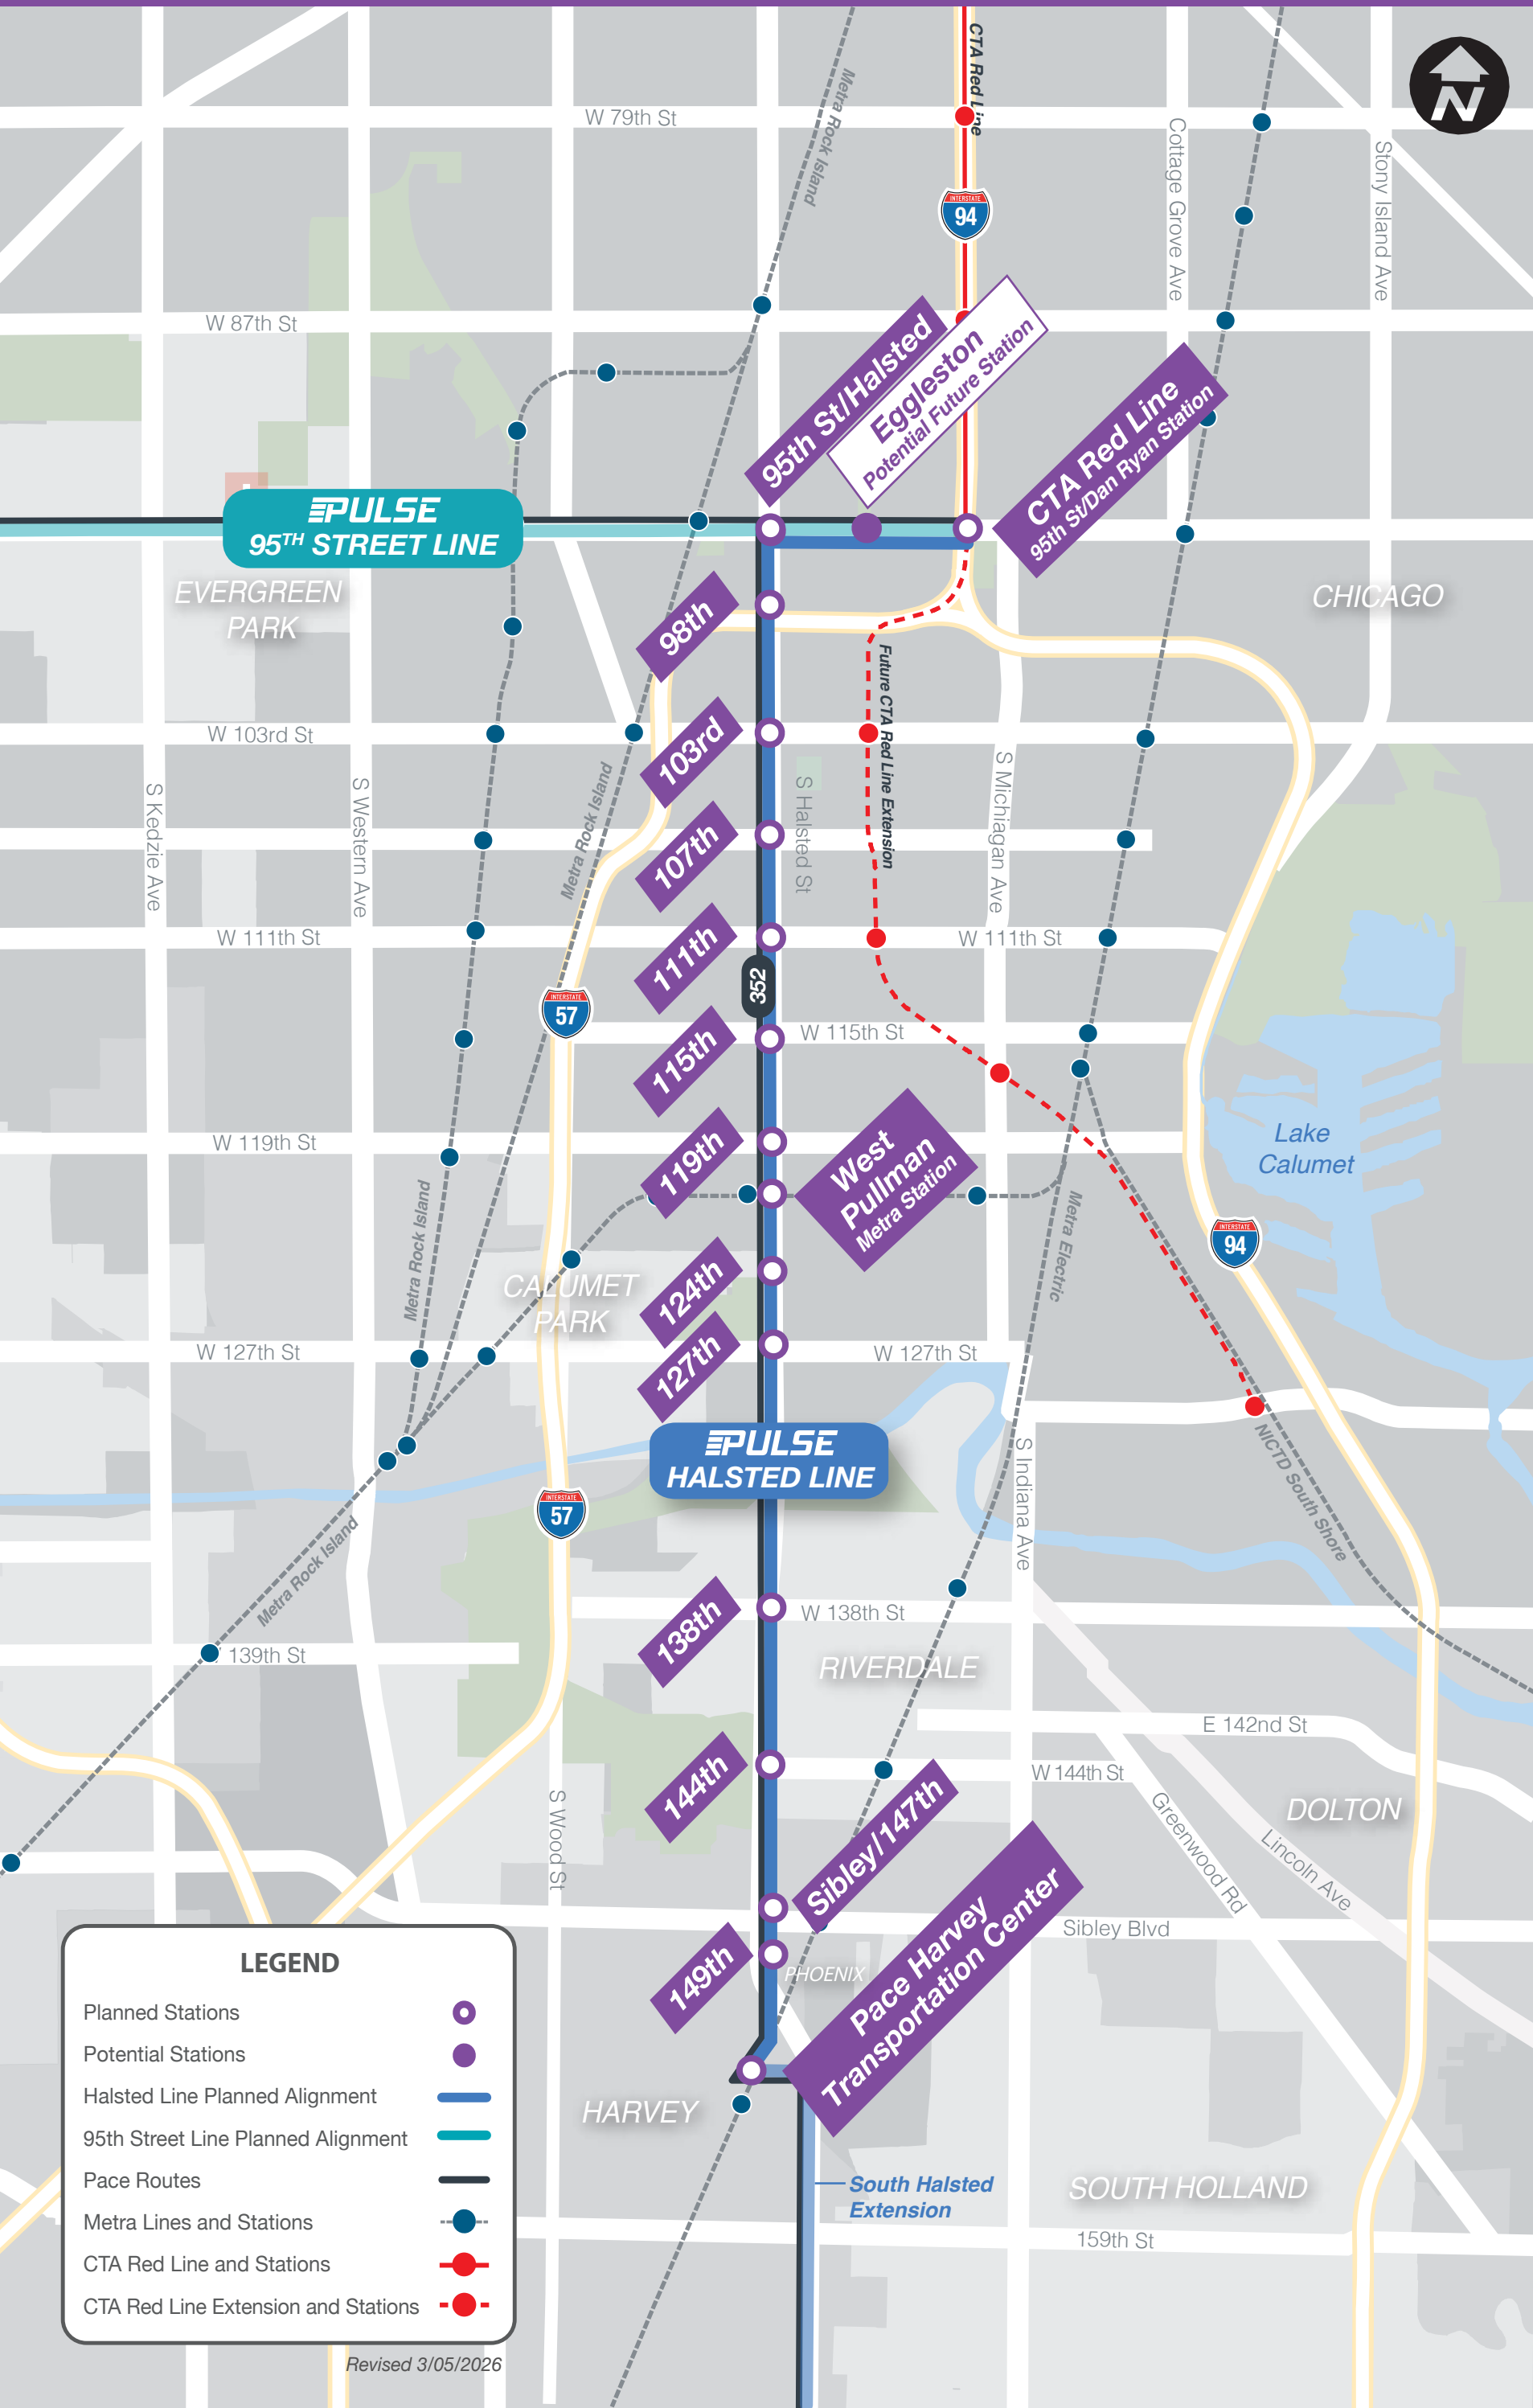 CTA Red Line
N
W 79th St
Metra Rock Island
Cottage Grove Ave
Stony Island Ave
INTERSTATE
94
W 87th St
95th St/Halsted
Eggleston
Potential Future Station
CTA Red Line
95th St/Dan Ryan Station
PULSE
95TH STREET LINE
EVERGREEN
PARK
CHICAGO
98th
Future CTA Red Line Extension
W 103rd St
103rd
S Kedzie Ave
S Western Ave
Metra Rock Island
S Halsted St
S Michiagan Ave
107th
W 111th St
111th
W 111th St
352
INTERSTATE
57
W 115th St
115th
W 119th St
119th
West
Pullman
Metra Station
Lake
Calumet
Metra Rock Island
Metra Electric
INTERSTATE
94
CALUMET
PARK
124th
W 127th St
127th
W 127th St
PULSE
HALSTED LINE
S Indiana Ave
NICTD South Shore
INTERSTATE
57
Metra Rock Island
138th
W 138th St
139th St
RIVERDALE
E 142nd St
144th
W 144th St
S Wood St
Sibley/147th
Greenwood Rd
Lincoln Ave
DOLTON
Sibley Blvd
149th
PHOENIX
Pace Harvey
Transportation Center
HARVEY
South Halsted
Extension
SOUTH HOLLAND
159th St
LEGEND
Planned Stations
Potential Stations
Halsted Line Planned Alignment
95th Street Line Planned Alignment
Pace Routes
Metra Lines and Stations
CTA Red Line and Stations
CTA Red Line Extension and Stations
Revised 3/05/2026